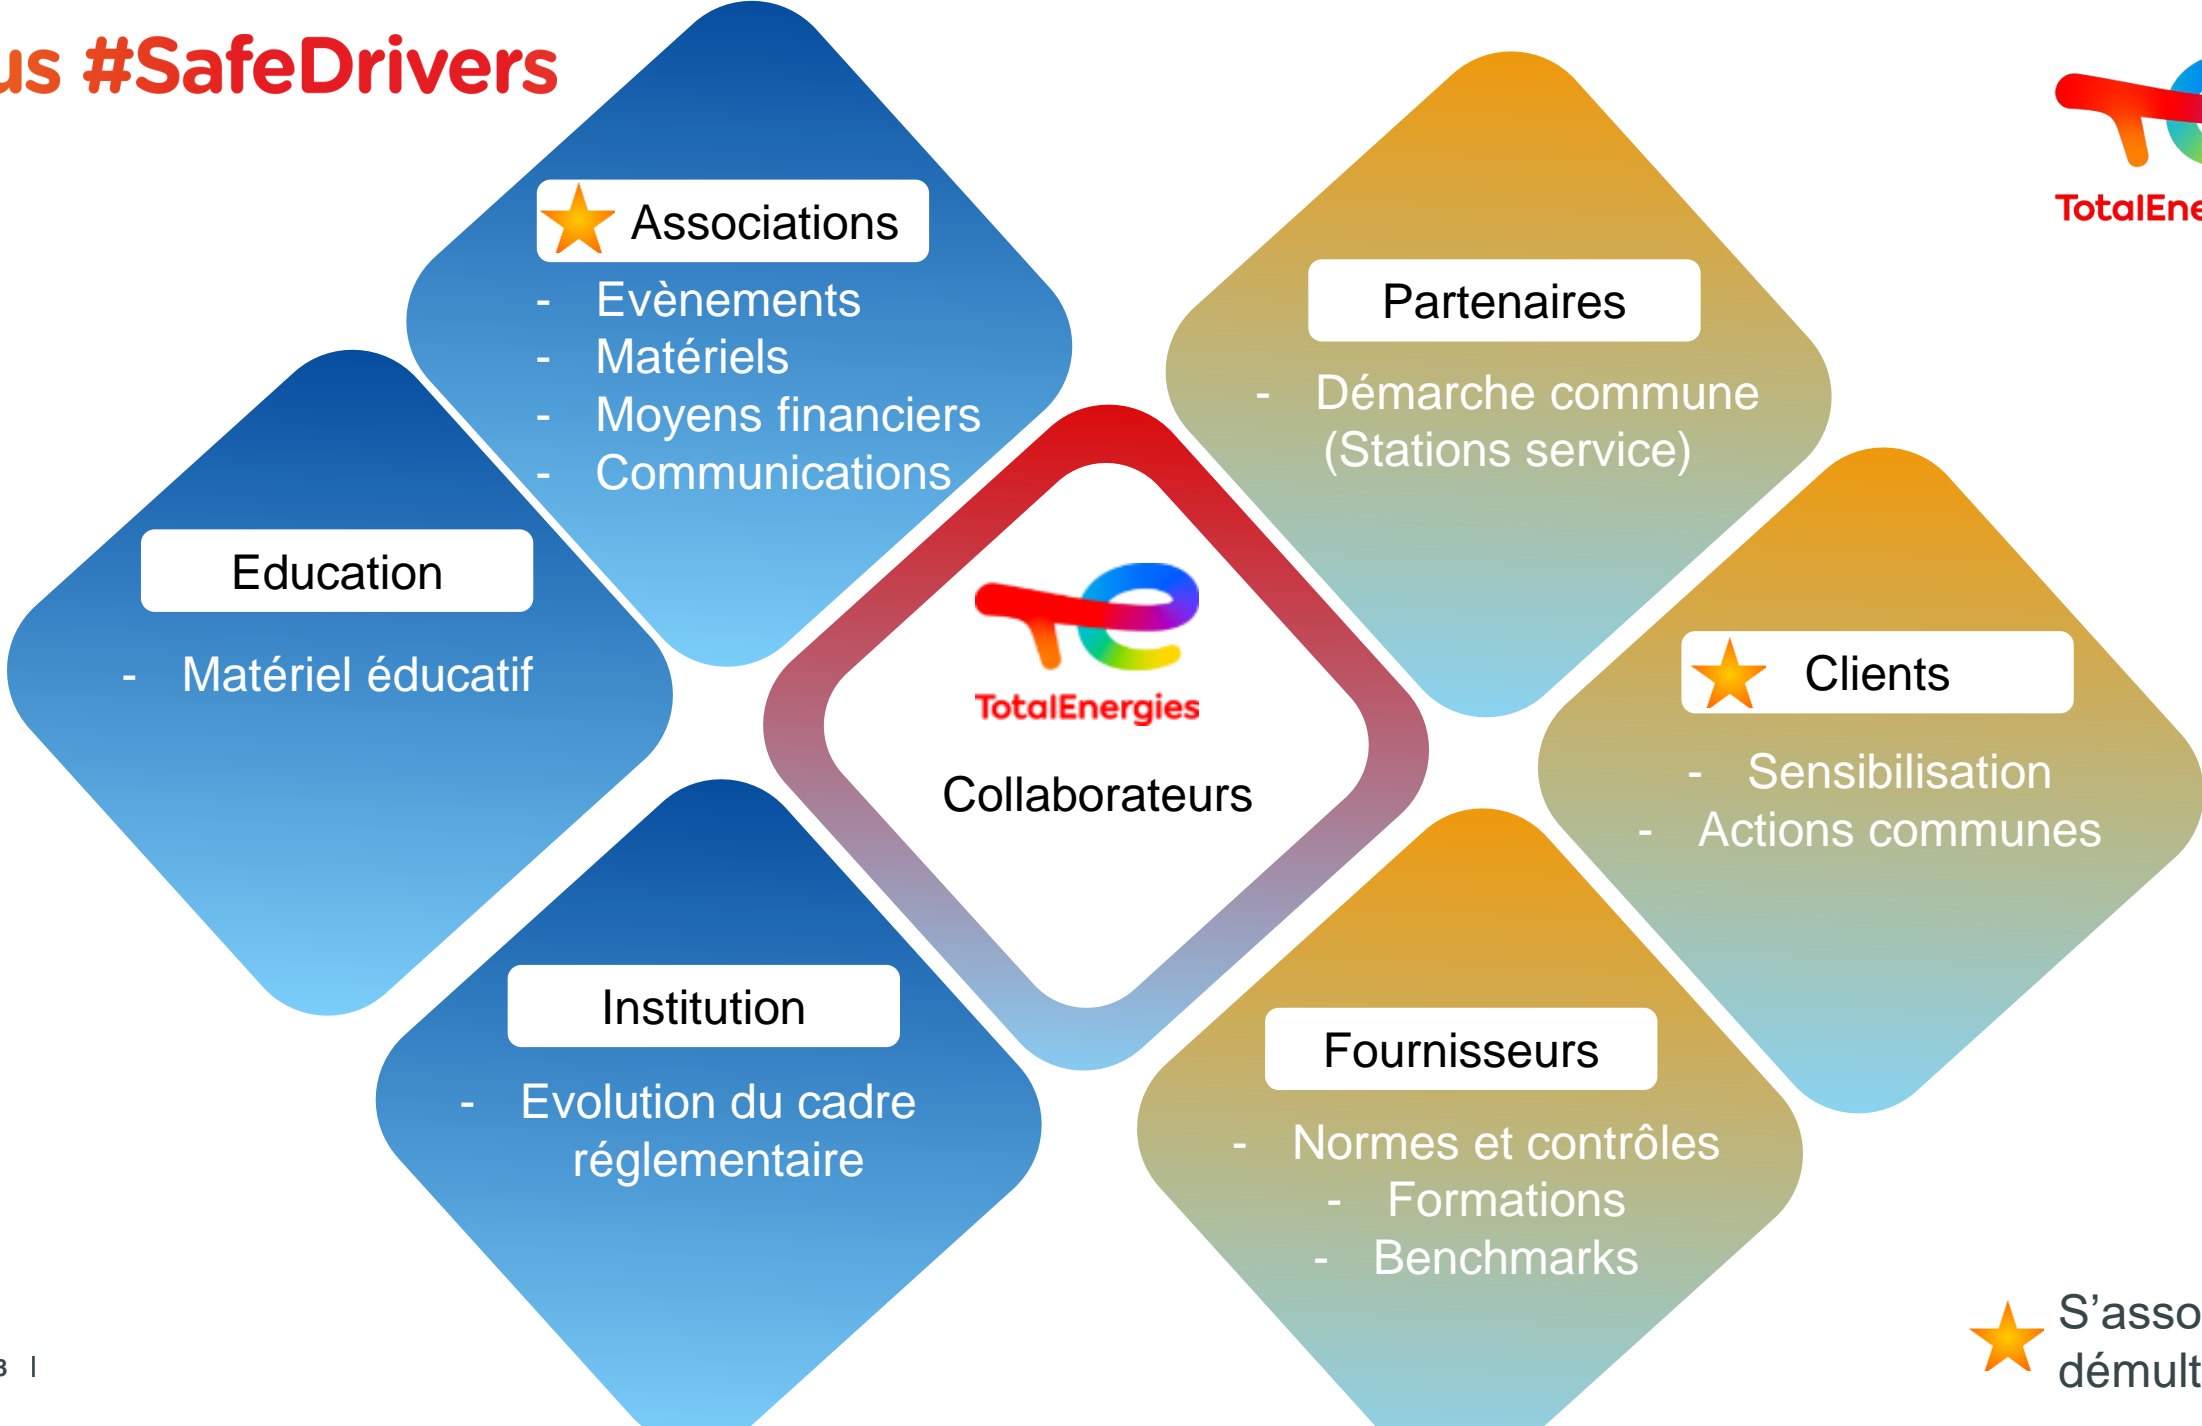 us #SafeDrivers
TotalEne
Associations
- Evènements
- Matériels
- Moyens financiers
- Communications
Partenaires
- Démarche commune
(Stations service)
Education
- Matériel éducatif
TotalEnergies
Collaborateurs
Clients
- Sensibilisation
- Actions communes
Institution
- Evolution du cadre
réglementaire
Fournisseurs
- Normes et contrôles
- Formations
- Benchmarks
S’asso
démult
3 |